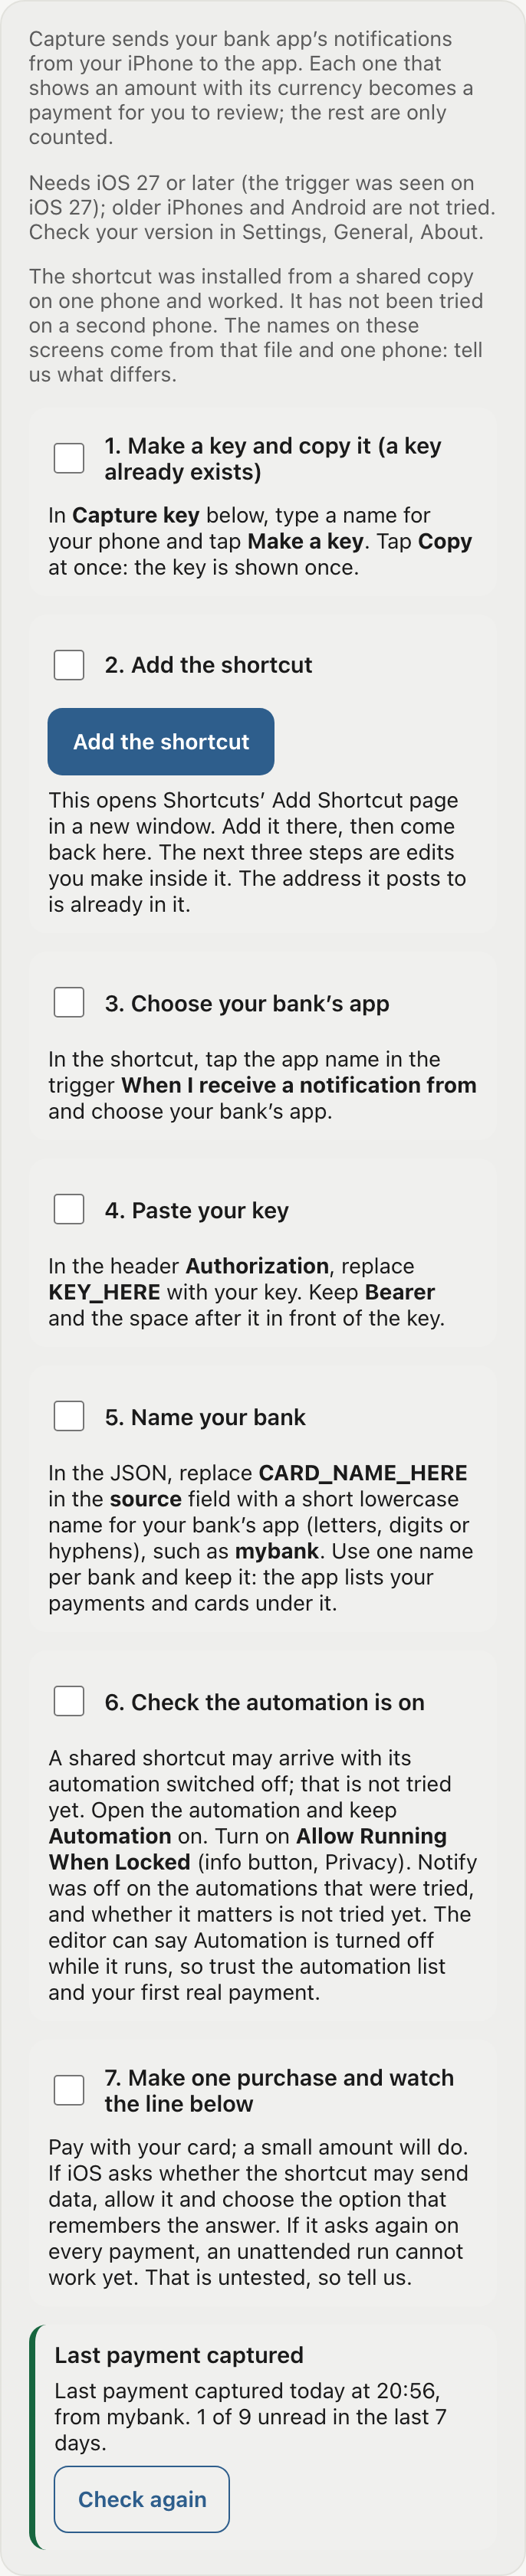 Capture sends your bank app’s notifications
from your iPhone to the app. Each one that
shows an amount with its currency becomes a
payment for you to review; the rest are only
counted.
Needs iOS 27 or later (the trigger was seen on
iOS 27); older iPhones and Android are not tried.
Check your version in Settings, General, About.
The shortcut was installed from a shared copy
on one phone and worked. It has not been tried
on a second phone. The names on these
screens come from that file and one phone: tell
us what differs.
1. Make a key and copy it (a key
already exists)
In Capture key below, type a name for
your phone and tap Make a key. Tap Copy
at once: the key is shown once.
2. Add the shortcut
Add the shortcut
This opens Shortcuts’ Add Shortcut page
in a new window. Add it there, then come
back here. The next three steps are edits
you make inside it. The address it posts to
is already in it.
3. Choose your bank’s app
In the shortcut, tap the app name in the
trigger When I receive a notification from
and choose your bank’s app.
4. Paste your key
In the header Authorization, replace
KEY_HERE with your key. Keep Bearer
and the space after it in front of the key.
5. Name your bank
In the JSON, replace CARD_NAME_HERE
in the source field with a short lowercase
name for your bank’s app (letters, digits or
hyphens), such as mybank. Use one name
per bank and keep it: the app lists your
payments and cards under it.
6. Check the automation is on
A shared shortcut may arrive with its
automation switched off; that is not tried
yet. Open the automation and keep
Automation on. Turn on Allow Running
When Locked (info button, Privacy). Notify
was off on the automations that were tried,
and whether it matters is not tried yet. The
editor can say Automation is turned off
while it runs, so trust the automation list
and your first real payment.
7. Make one purchase and watch
the line below
Pay with your card; a small amount will do.
If iOS asks whether the shortcut may send
data, allow it and choose the option that
remembers the answer. If it asks again on
every payment, an unattended run cannot
work yet. That is untested, so tell us.
Last payment captured
Last payment captured today at 20:56,
from mybank. 1 of 9 unread in the last 7
days.
Check again